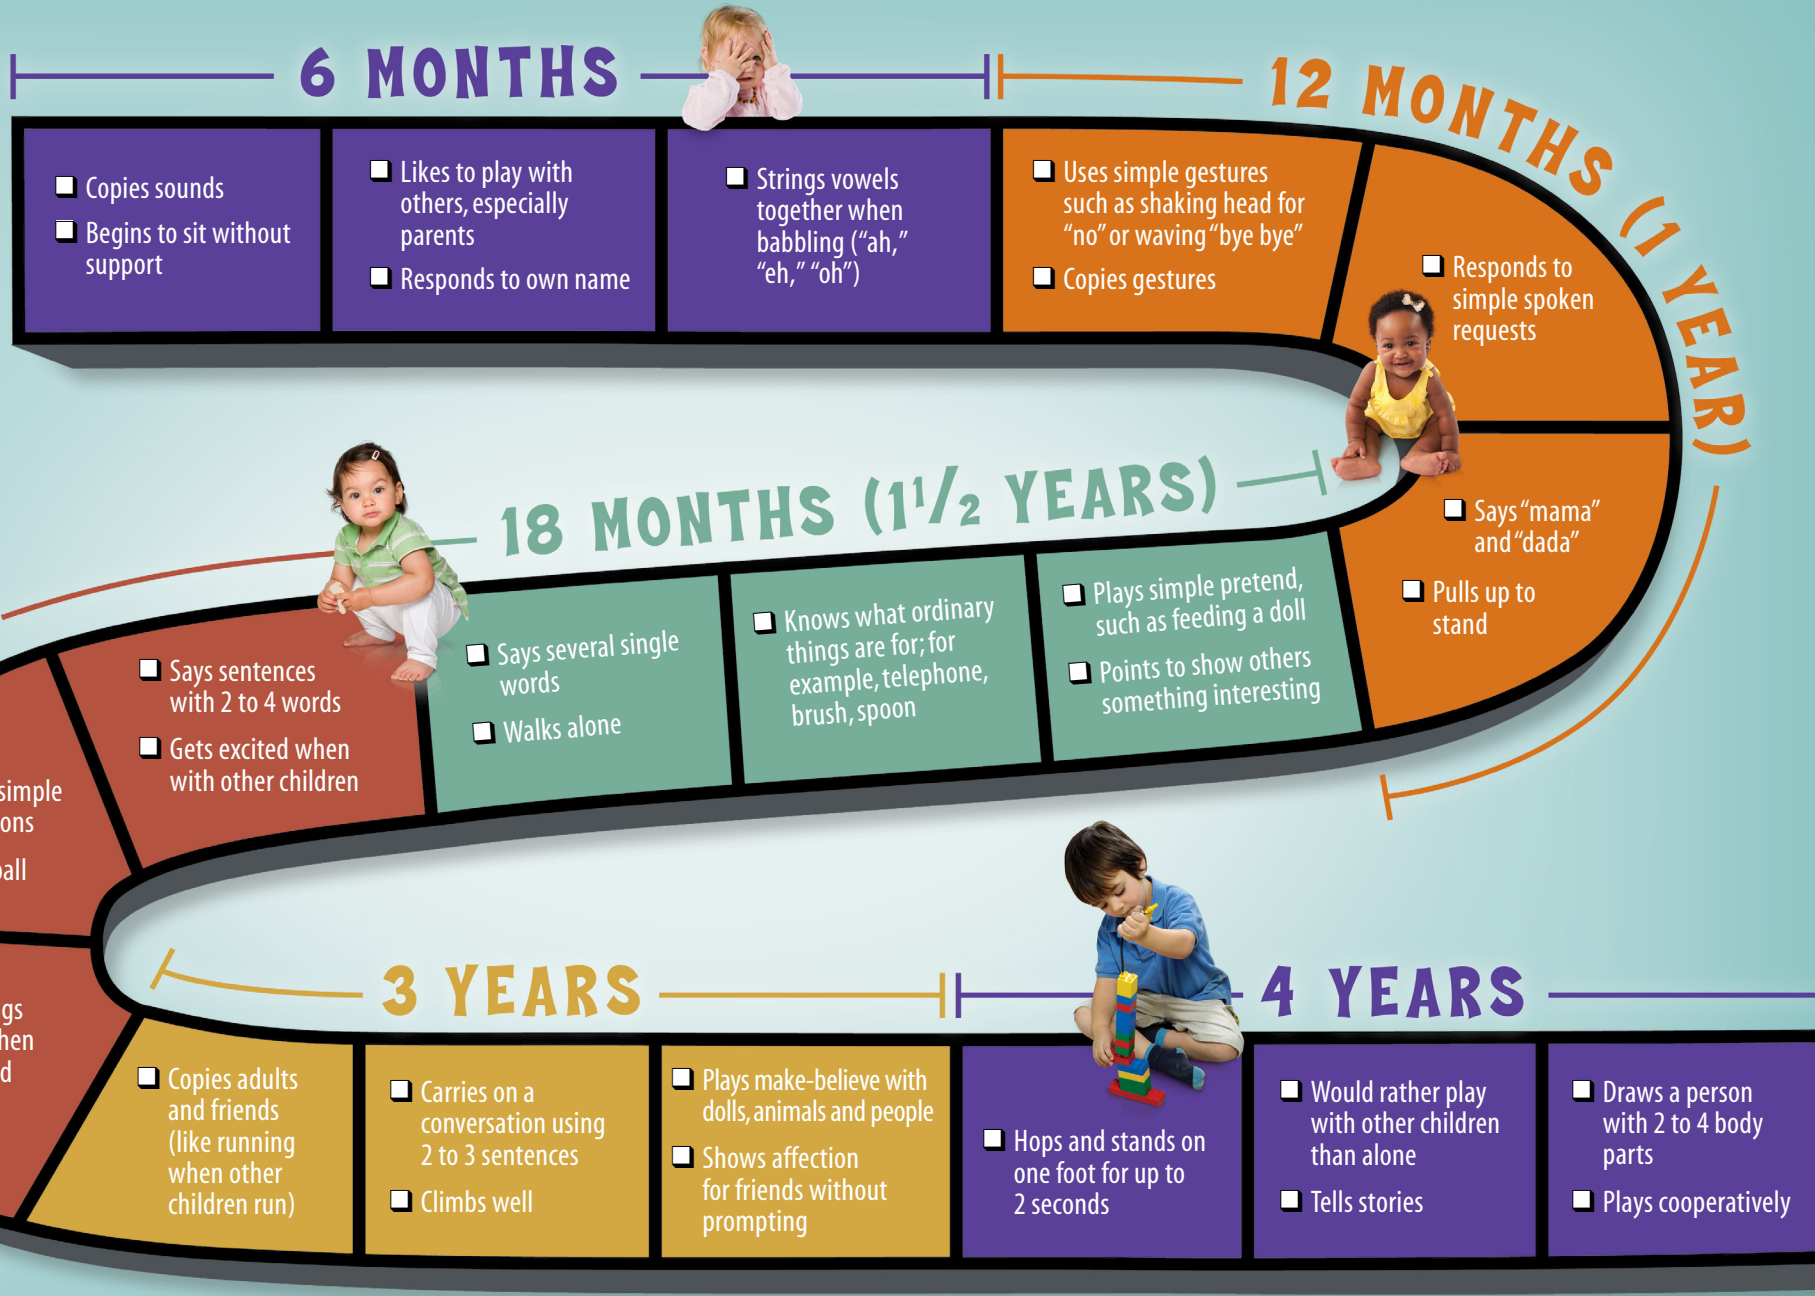 6 MONTHS
12 MONTHS (1 YEAR)
Copies sounds
Begins to sit without
support
Likes to play with
others, especially
parents
Responds to own name
Strings vowels
together when
babbling (“ah,”
“eh,” “oh”)
Uses simple gestures
such as shaking head for
“no” or waving “bye bye”
Copies gestures
Responds to
simple spoken
requests
Says “mama”
and “dada”
Pulls up to
stand
18 MONTHS (1 1/2 YEARS)
Plays simple pretend,
such as feeding a doll
Points to show others
something interesting
Knows what ordinary
things are for; for
example, telephone,
brush, spoon
Says several single
words
Walks alone
Says sentences
with 2 to 4 words
Gets excited when
with other children
simple
ons
ball
gs
hen
d
3 YEARS
Copies adults
and friends
(like running
when other
children run)
Carries on a
conversation using
2 to 3 sentences
Climbs well
Plays make-believe with
dolls, animals and people
Shows affection
for friends without
prompting
4 YEARS
Hops and stands on
one foot for up to
2 seconds
Would rather play
with other children
than alone
Tells stories
Draws a person
with 2 to 4 body
parts
Plays cooperatively